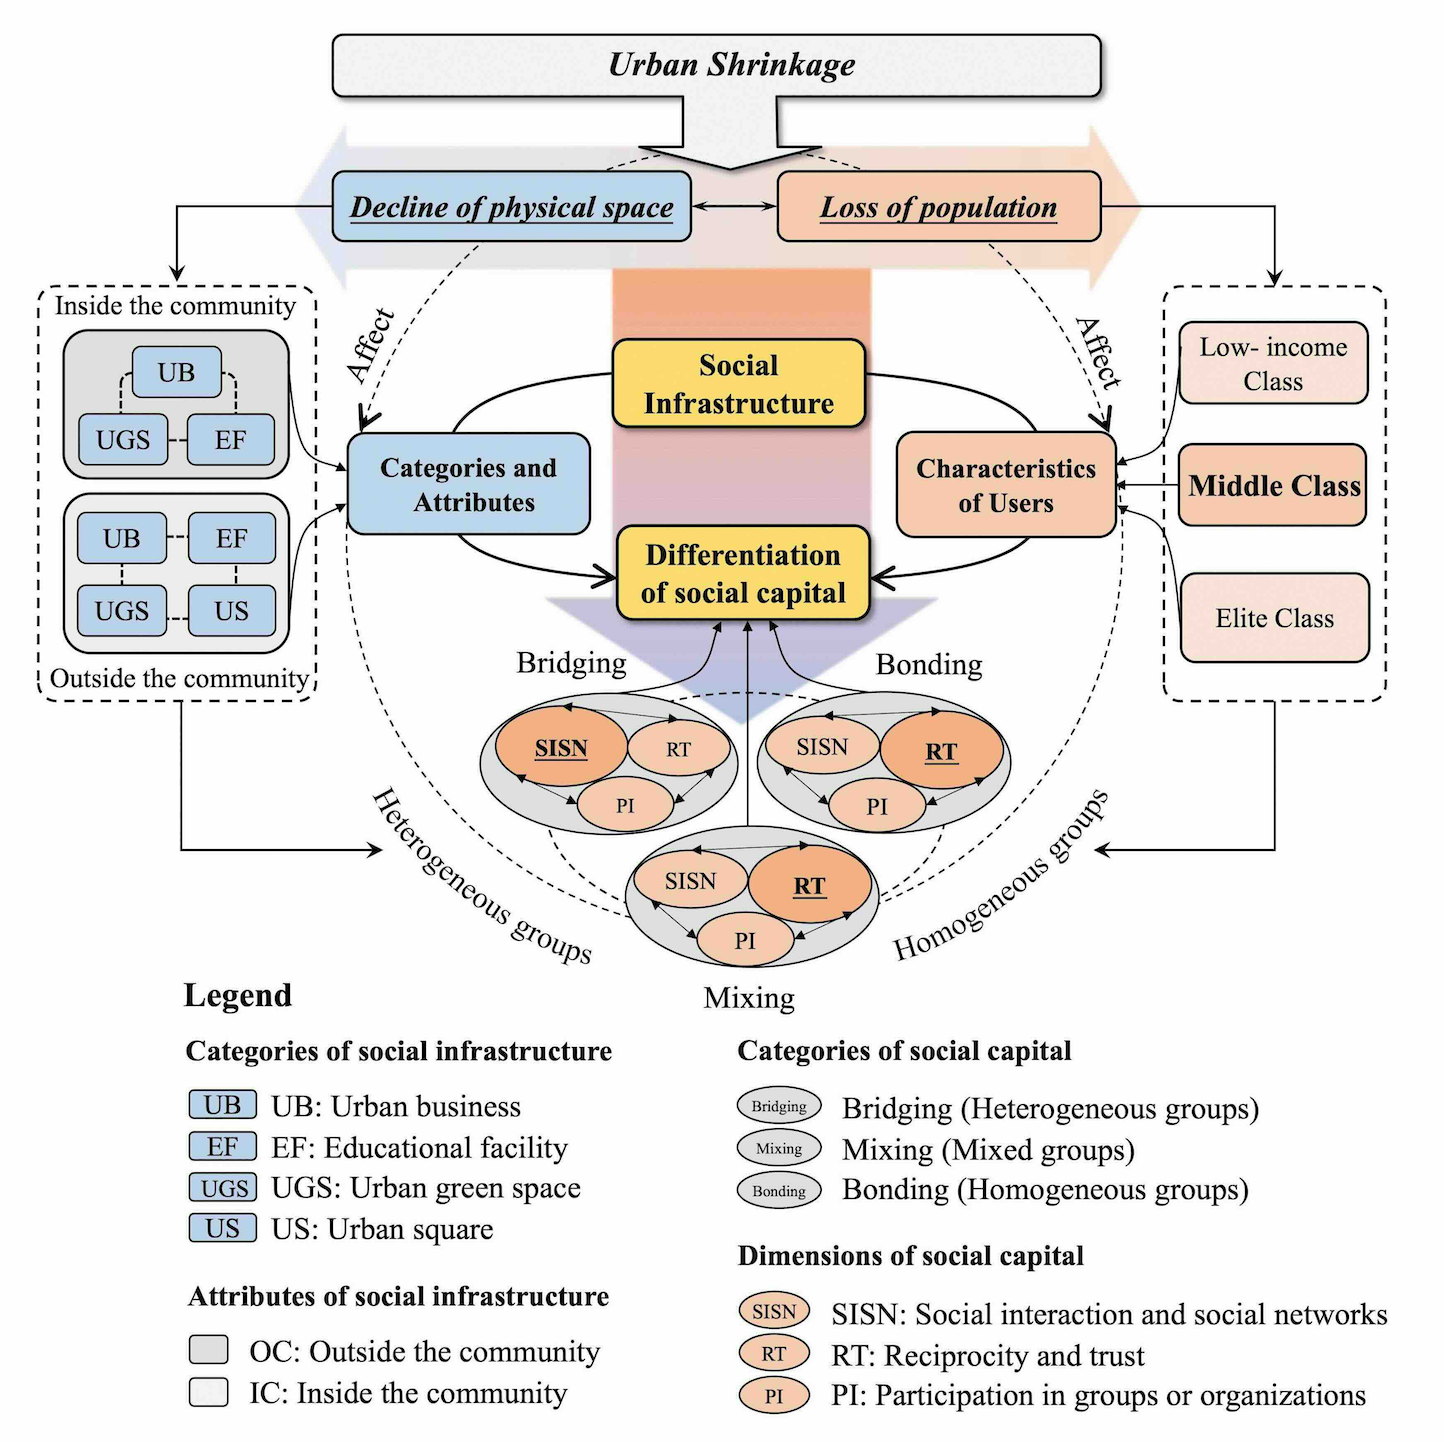 Urban Shrinkage
Decline of physical space
Loss of population
Inside the community
UB
UGS
EF
UB
EF
UGS
US
Outside the community
Affect
Affect
Social
Infrastructure
Categories and
Attributes
Characteristics
of Users
Differentiation
of social capital
Low- income
Class
Middle Class
Elite Class
Bridging
Bonding
SISN
RT
PI
SISN
RT
PI
SISN
RT
PI
Heterogeneous groups
Homogeneous groups
Mixing
Legend
Categories of social infrastructure
UB UB: Urban business
EF EF: Educational facility
UGS UGS: Urban green space
US US: Urban square
Attributes of social infrastructure
OC: Outside the community
IC: Inside the community
Categories of social capital
Bridging Bridging (Heterogeneous groups)
Mixing Mixing (Mixed groups)
Bonding Bonding (Homogeneous groups)
Dimensions of social capital
SISN SISN: Social interaction and social networks
RT RT: Reciprocity and trust
PI PI: Participation in groups or organizations